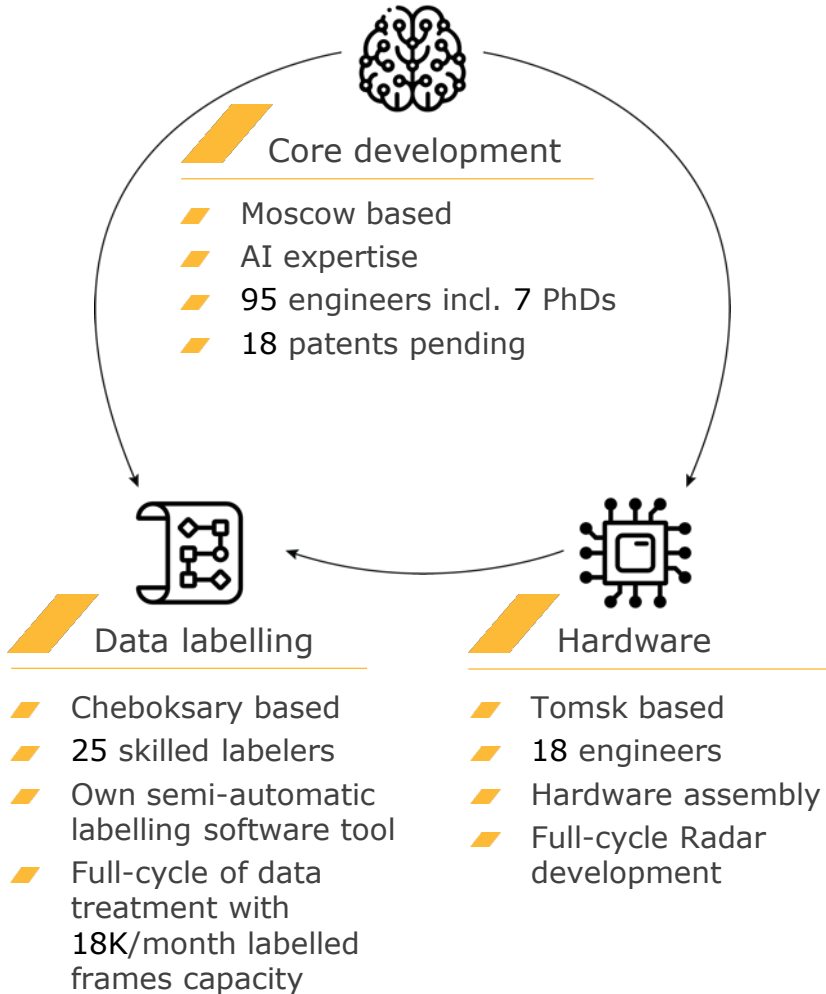 Core development
Moscow based
AI expertise
95 engineers incl. 7 PhDs
18 patents pending
Data labelling
Cheboksary based
25 skilled labelers
Own semi-automatic
labelling software tool
Full-cycle of data
treatment with
18K/month labelled
frames capacity
Hardware
Tomsk based
18 engineers
Hardware assembly
Full-cycle Radar
development